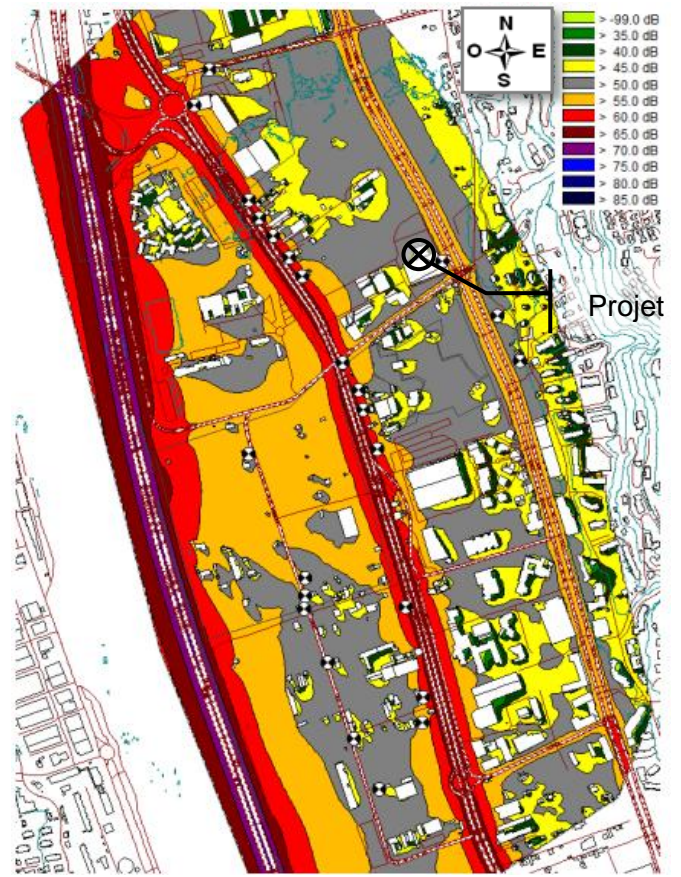 N
O E
S
> -99.0 dB
> 35.0 dB
> 40.0 dB
> 45.0 dB
> 50.0 dB
> 55.0 dB
> 60.0 dB
> 65.0 dB
> 70.0 dB
> 75.0 dB
> 80.0 dB
> 85.0 dB
Projet